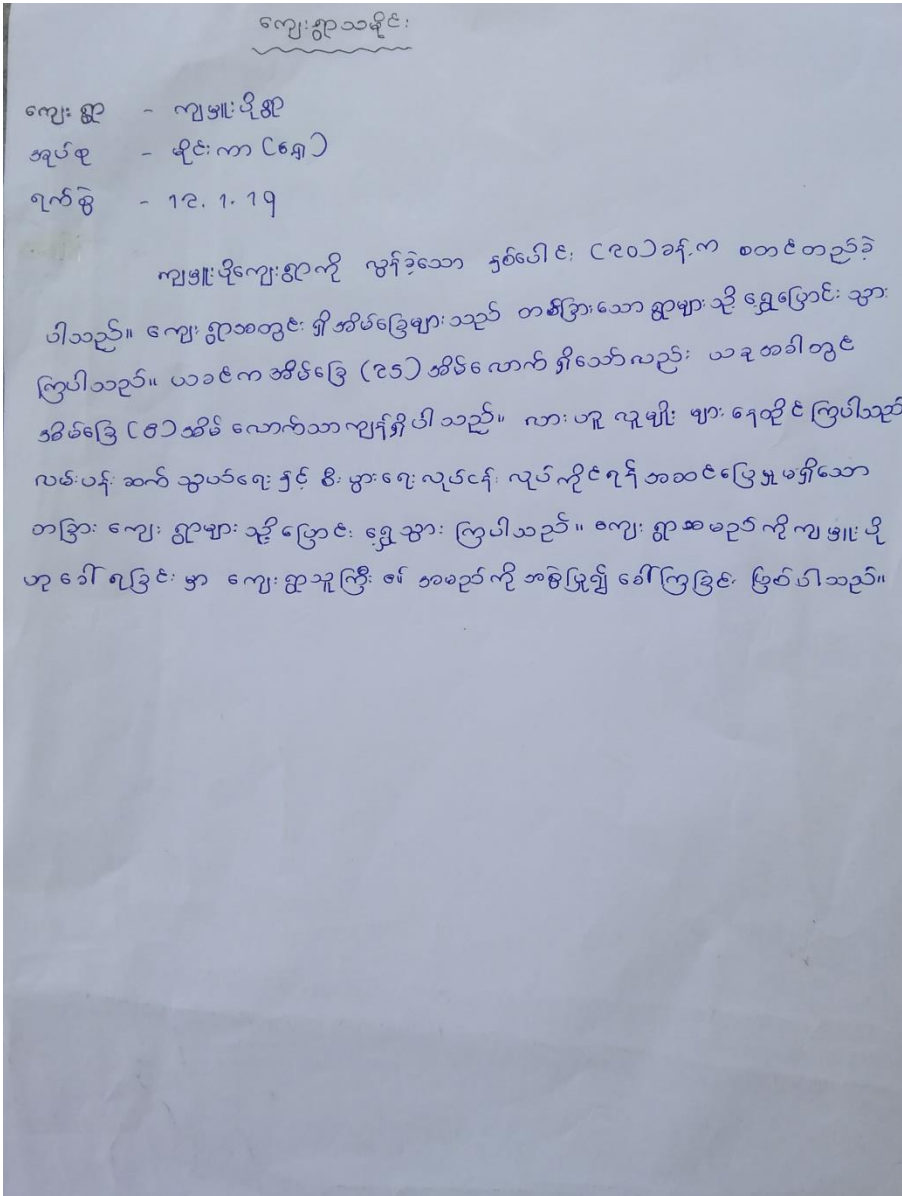 ကျေးရွာသမိုင်း
ကျေးရွာ - ကျမူးပိုရွာ
အုပ်စု - မိုင်းကာ (ရှေ့)
ရက်စွဲ - 12. 1. 19
ကျမူးပိုကျေးရွာကို လွန်ခဲ့သော နှစ်ပေါင်း (၃၀) ခန့်က စတင်တည်ခဲ့
ပါသည်။ ကျေးရွာအတွင်းရှိ အိမ်ခြေများသည် တစ်ခြားသော ရွာများသို့ ရွှေ့ပြောင်းသွား
ကြပါသည်။ ယခင်က အိမ်ခြေ (၃၅) အိမ်လောက် ရှိသော်လည်း ယခုအခါတွင်
အိမ်ခြေ (၈) အိမ် လောက်သာကျန်ရှိပါသည်။ လားဟူ လူမျိုး များ နေထိုင်ကြပါသည်
လမ်းပန်း ဆက်သွယ်ရေး နှင့် စီးပွားရေးလုပ်ငန်း လုပ်ကိုင်ရန် အဆင်ပြေမှုမရှိသော
တခြား ကျေးရွာများသို့ ပြောင်းရွှေ့သွား ကြပါသည်။ ကျေးရွာအမည်ကို ကျမူးပို
ဟုခေါ်ရခြင်းမှာ ကျေးရွာသူကြီး ၏ အမည်ကို အစွဲပြု၍ ခေါ်ကြခြင်း ဖြစ်ပါသည်။